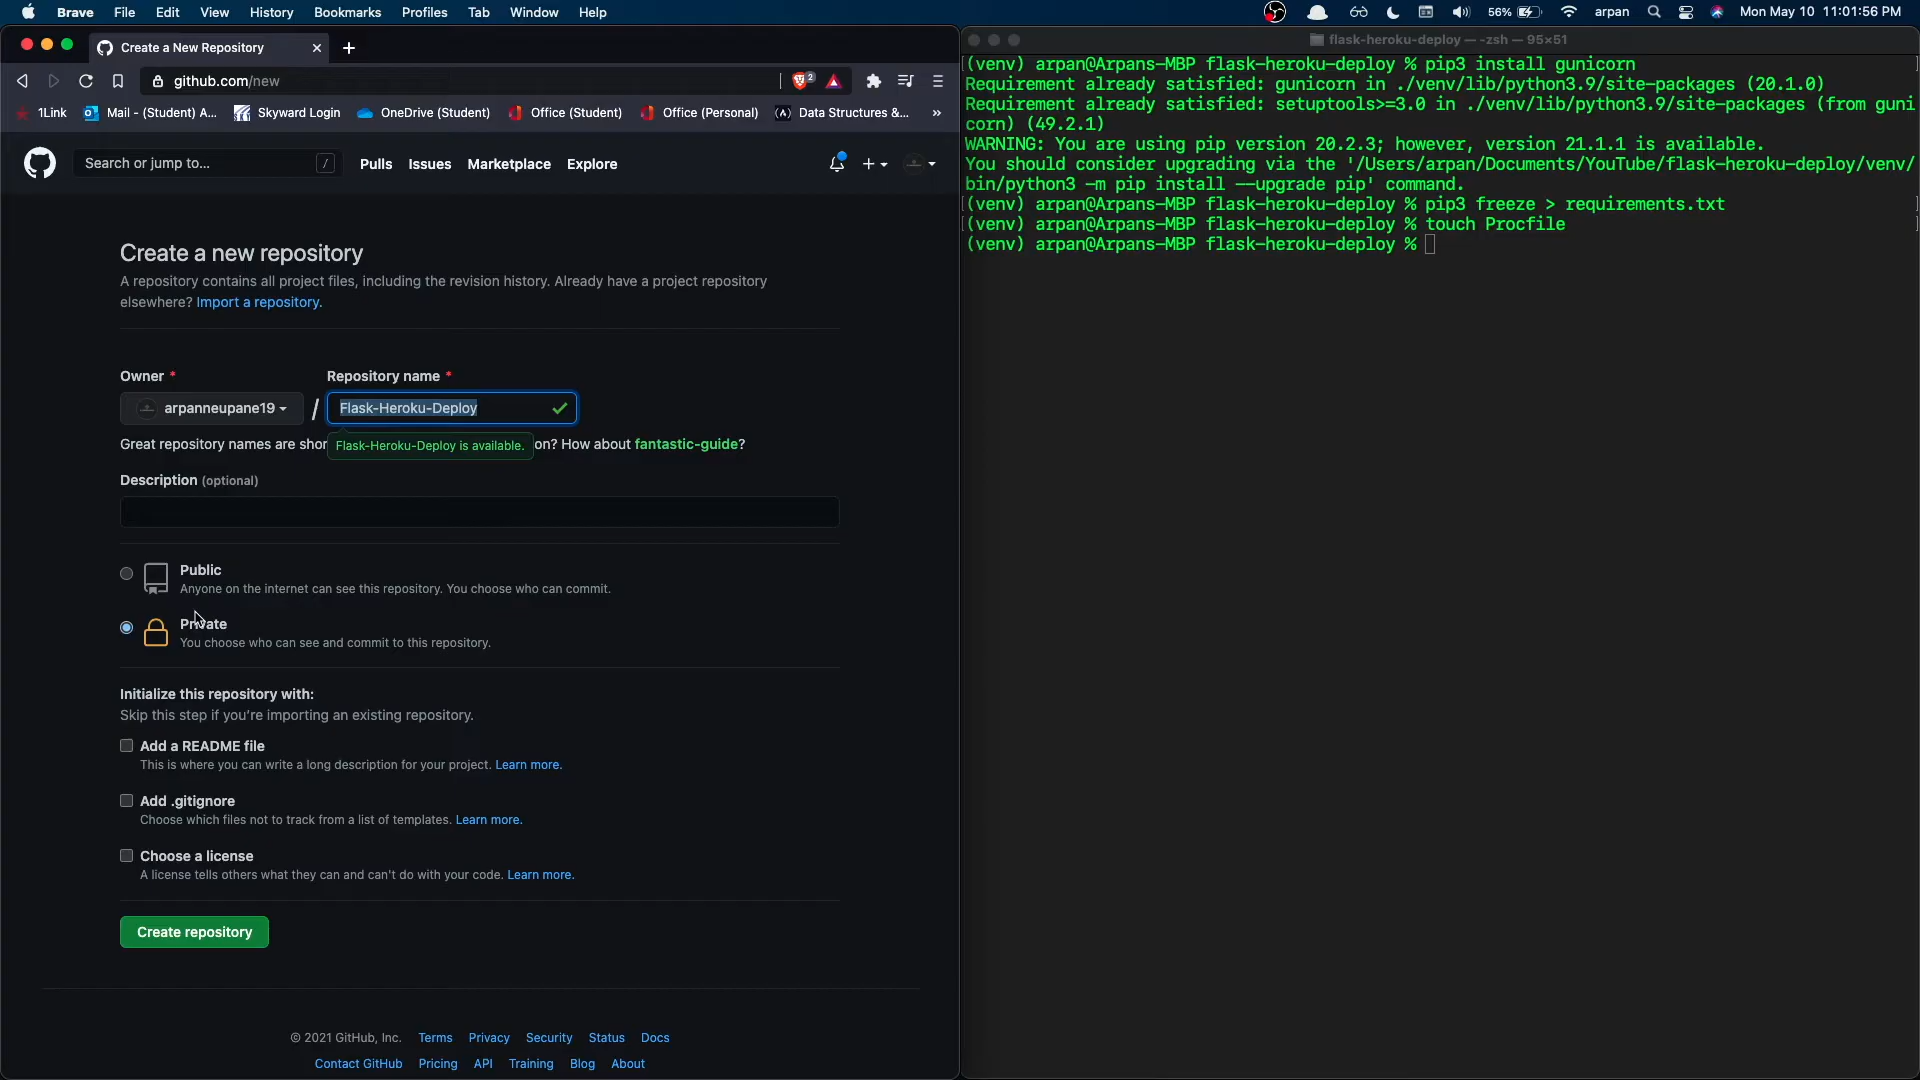 Brave File Edit View History Bookmarks Profiles Tab Window Help
56% arpan Mon May 10 11:01:56 PM
Create a New Repository
github.com/new
2
1Link Mail - (Student) A... Skyward Login OneDrive (Student) Office (Student) Office (Personal) Data Structures &... »
Search or jump to... / Pulls Issues Marketplace Explore
Create a new repository
A repository contains all project files, including the revision history. Already have a project repository
elsewhere? Import a repository.
Owner * Repository name *
arpanneupane19 / Flask-Heroku-Deploy
Great repository names are shor
Flask-Heroku-Deploy is available.
on? How about fantastic-guide?
Description (optional)
Public
Anyone on the internet can see this repository. You choose who can commit.
Private
You choose who can see and commit to this repository.
Initialize this repository with:
Skip this step if you're importing an existing repository.
Add a README file
This is where you can write a long description for your project. Learn more.
Add .gitignore
Choose which files not to track from a list of templates. Learn more.
Choose a license
A license tells others what they can and can't do with your code. Learn more.
Create repository
© 2021 GitHub, Inc. Terms Privacy Security Status Docs
Contact GitHub Pricing API Training Blog About
flask-heroku-deploy — -zsh — 95×51
[(venv) arpan@Arpans-MBP flask-heroku-deploy % pip3 install gunicorn ]
Requirement already satisfied: gunicorn in ./venv/lib/python3.9/site-packages (20.1.0)
Requirement already satisfied: setuptools>=3.0 in ./venv/lib/python3.9/site-packages (from guni
corn) (49.2.1)
WARNING: You are using pip version 20.2.3; however, version 21.1.1 is available.
You should consider upgrading via the '/Users/arpan/Documents/YouTube/flask-heroku-deploy/venv/
bin/python3 -m pip install --upgrade pip' command.
[(venv) arpan@Arpans-MBP flask-heroku-deploy % pip3 freeze > requirements.txt ]
[(venv) arpan@Arpans-MBP flask-heroku-deploy % touch Procfile ]
(venv) arpan@Arpans-MBP flask-heroku-deploy %